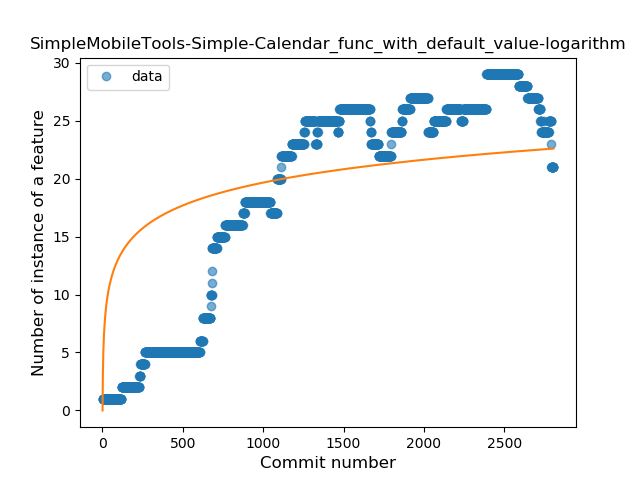 SimpleMobileTools-Simple-Calendar_func_with_default_value-logarithm
data
Number of instance of a feature
30
25
20
15
10
5
0
0 500 1000 1500 2000 2500
Commit number